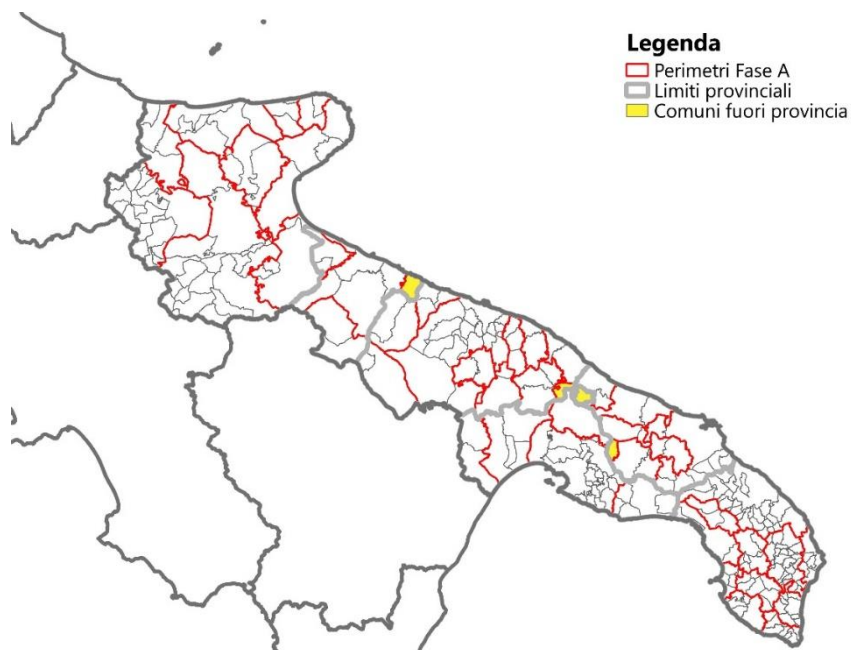 Legenda
Perimetri Fase A
Limiti provinciali
Comuni fuori provincia